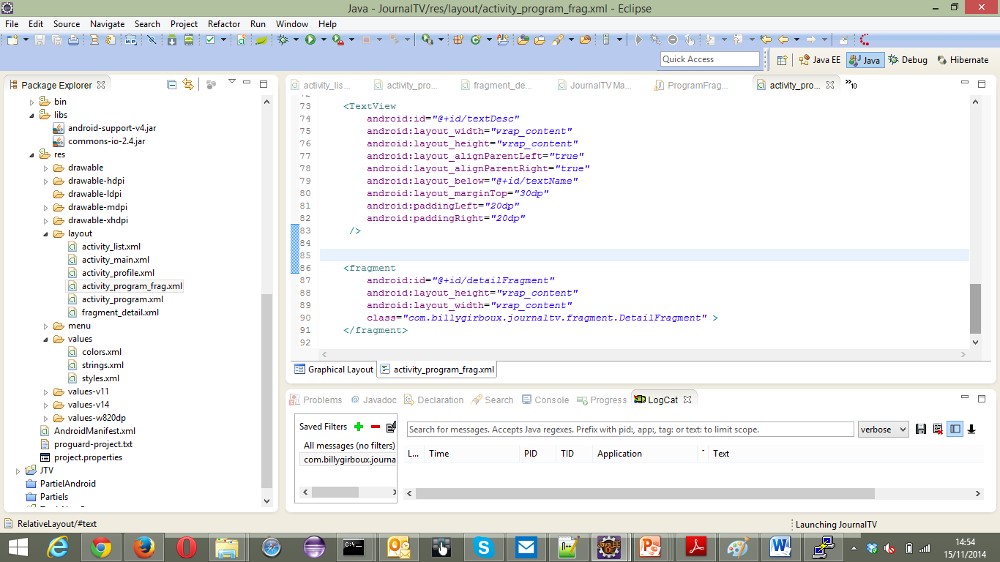 Java - JournalTV/res/layout/activity_program_frag.xml - Eclipse
File Edit Source Navigate Search Project Refactor Run Window Help
Quick Access
Java EE
Java
Debug
Hibernate
Package Explorer
bin
libs
android-support-v4.jar
commons-io-2.4.jar
res
drawable
drawable-hdpi
drawable-ldpi
drawable-mdpi
drawable-xhdpi
layout
activity_list.xml
activity_main.xml
activity_profile.xml
activity_program_frag.xml
activity_program.xml
fragment_detail.xml
menu
values
colors.xml
strings.xml
styles.xml
values-v11
values-v14
values-w820dp
AndroidManifest.xml
proguard-project.txt
project.properties
JTV
PartielAndroid
Partiels
activity_lis... activity_pro... fragment_de... JournalTV Ma... ProgramFrag... activity_pro... »10
73 <TextView
74 android:id="@+id/textDesc"
75 android:layout_width="wrap_content"
76 android:layout_height="wrap_content"
77 android:layout_alignParentLeft="true"
78 android:layout_alignParentRight="true"
79 android:layout_below="@+id/textName"
80 android:layout_marginTop="30dp"
81 android:paddingLeft="20dp"
82 android:paddingRight="20dp"
83 />
84
85
86 <fragment
87 android:id="@+id/detailFragment"
88 android:layout_height="wrap_content"
89 android:layout_width="wrap_content"
90 class="com.billygirboux.journaltv.fragment.DetailFragment" >
91 </fragment>
92
Graphical Layout activity_program_frag.xml
Problems @ Javadoc Declaration Search Console Progress LogCat
Saved Filters
All messages (no filters)
com.billygirboux.journa
Search for messages. Accepts Java regexes. Prefix with pid:, app:, tag: or text: to limit scope.
verbose
L... Time PID TID Application Text
RelativeLayout/#text
Launching JournalTV
14:54
15/11/2014